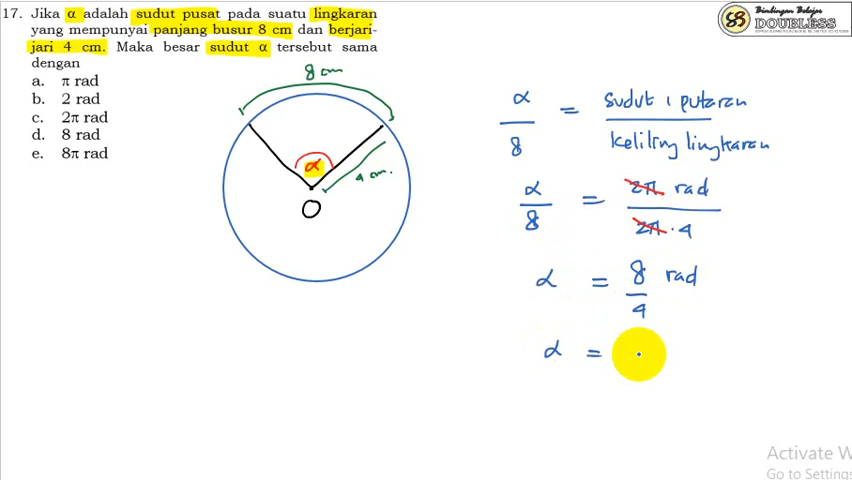 17. Jika α adalah sudut pusat pada suatu lingkaran
yang mempunyai panjang busur 8 cm dan berjari-
jari 4 cm. Maka besar sudut α tersebut sama
dengan
a. π rad
b. 2 rad
c. 2π rad
d. 8 rad
e. 8π rad
8 cm
α
4 cm.
O
α/8 = sudut 1 putaran / keliling lingkaran
α/8 = 2π rad / 2π · 4
α = 8/4 rad
α =
Bimbingan Belajar
DOUBLESS
Activate W
Go to Settings